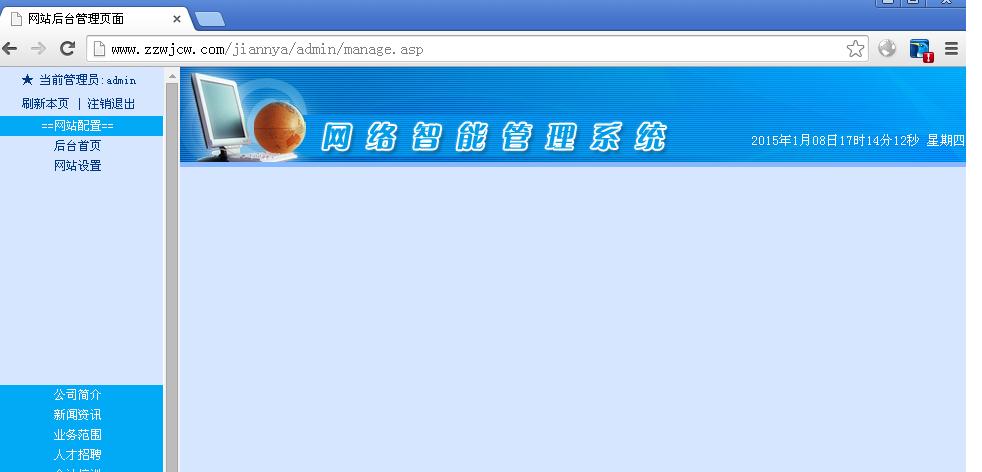 网站后台管理页面
www.zzwjcw.com/jiannya/admin/manage.asp
★ 当前管理员:admin
刷新本页 | 注销退出
==网站配置==
后台首页
网站设置
网络智能管理系统
2015年1月08日17时14分12秒 星期四
公司简介
新闻资讯
业务范围
人才招聘